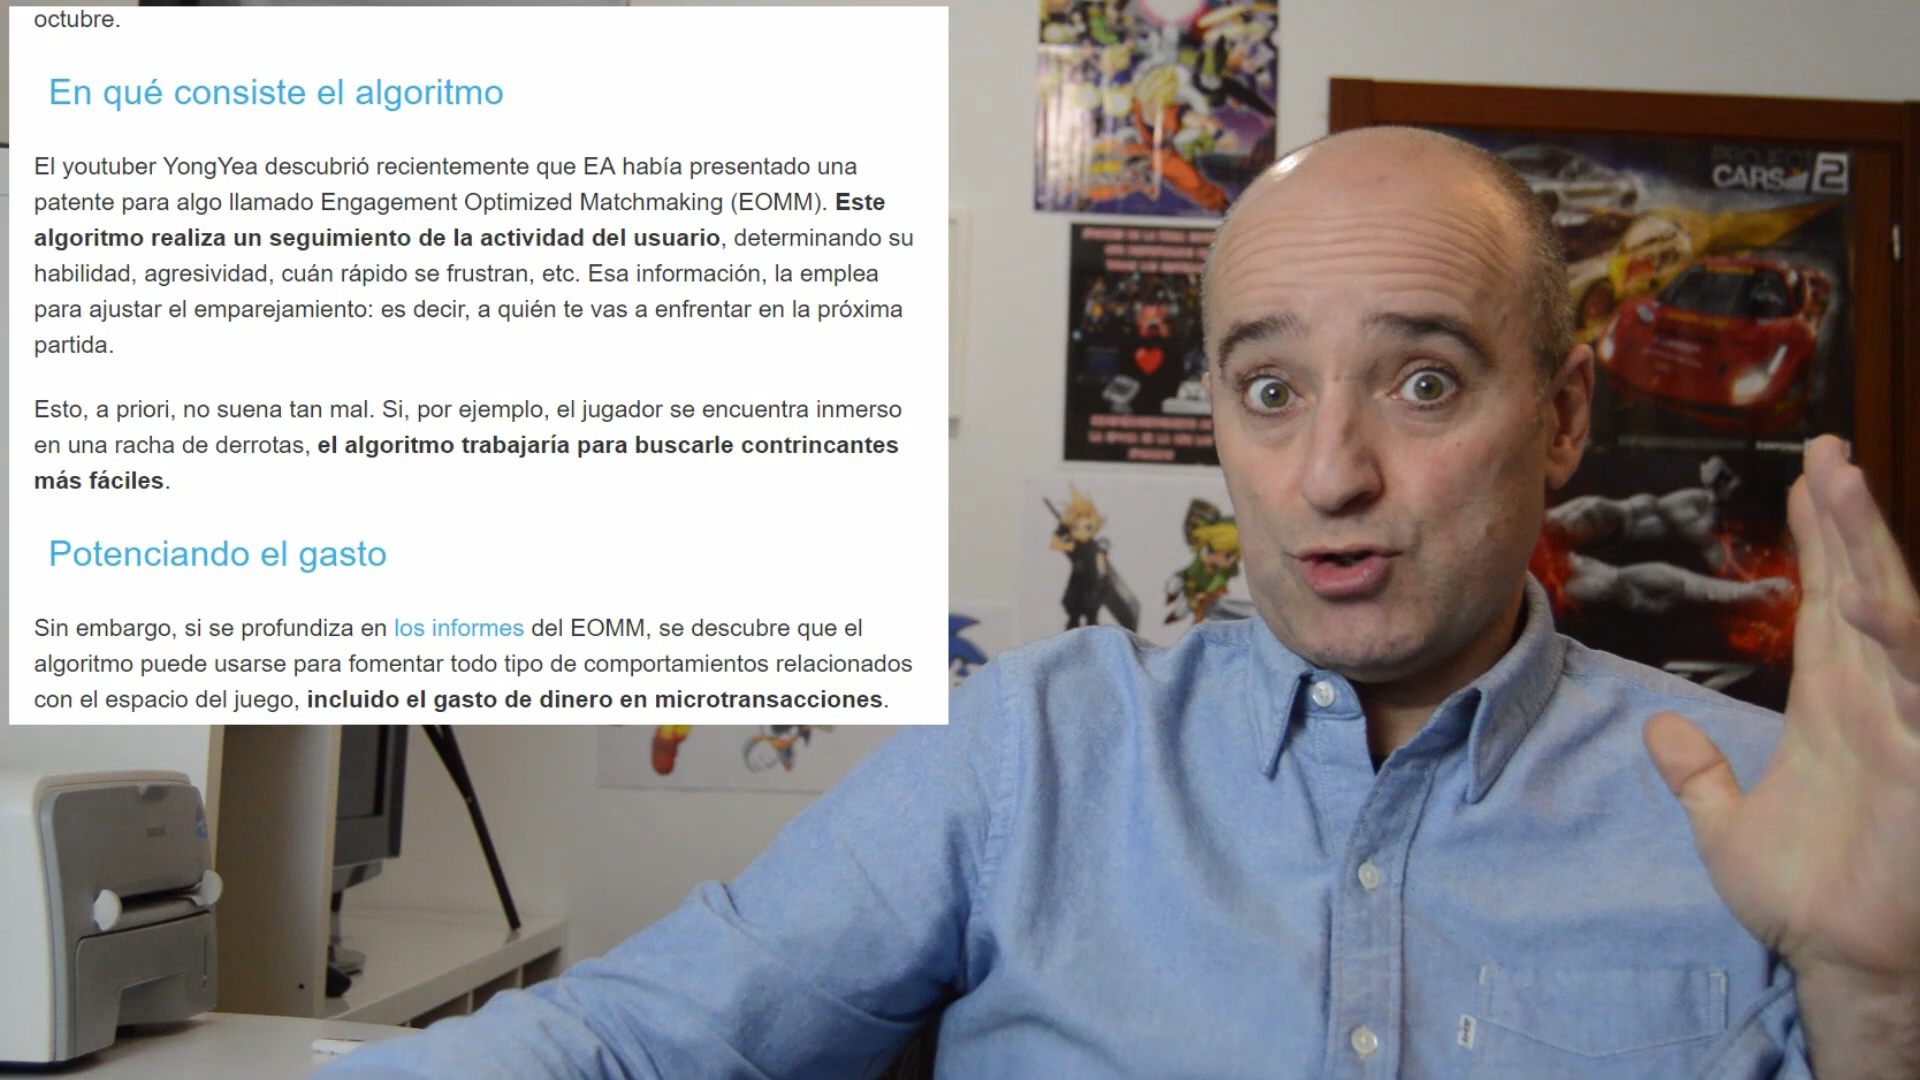 octubre.
En qué consiste el algoritmo
El youtuber YongYea descubrió recientemente que EA había presentado una
patente para algo llamado Engagement Optimized Matchmaking (EOMM). Este
algoritmo realiza un seguimiento de la actividad del usuario, determinando su
habilidad, agresividad, cuán rápido se frustran, etc. Esa información, la emplea
para ajustar el emparejamiento: es decir, a quién te vas a enfrentar en la próxima
partida.
Esto, a priori, no suena tan mal. Si, por ejemplo, el jugador se encuentra inmerso
en una racha de derrotas, el algoritmo trabajaría para buscarle contrincantes
más fáciles.
Potenciando el gasto
Sin embargo, si se profundiza en los informes del EOMM, se descubre que el
algoritmo puede usarse para fomentar todo tipo de comportamientos relacionados
con el espacio del juego, incluido el gasto de dinero en microtransacciones.
PROJECT
CARS 2